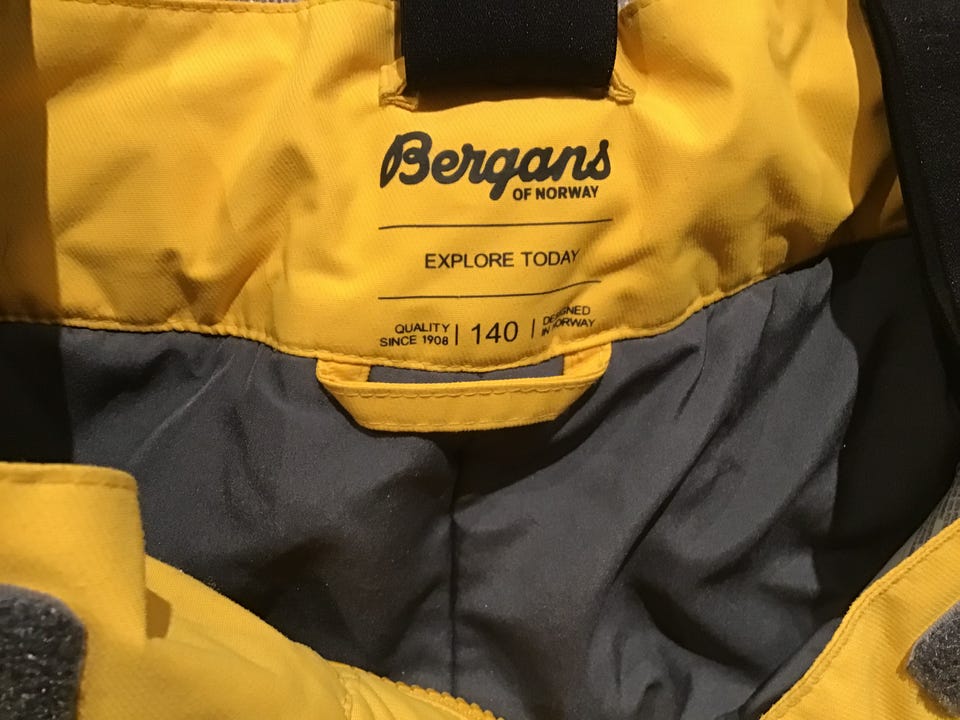 Bergans
OF NORWAY
EXPLORE TODAY
QUALITY
SINCE 1908 | 140 | DESIGNED
IN NORWAY